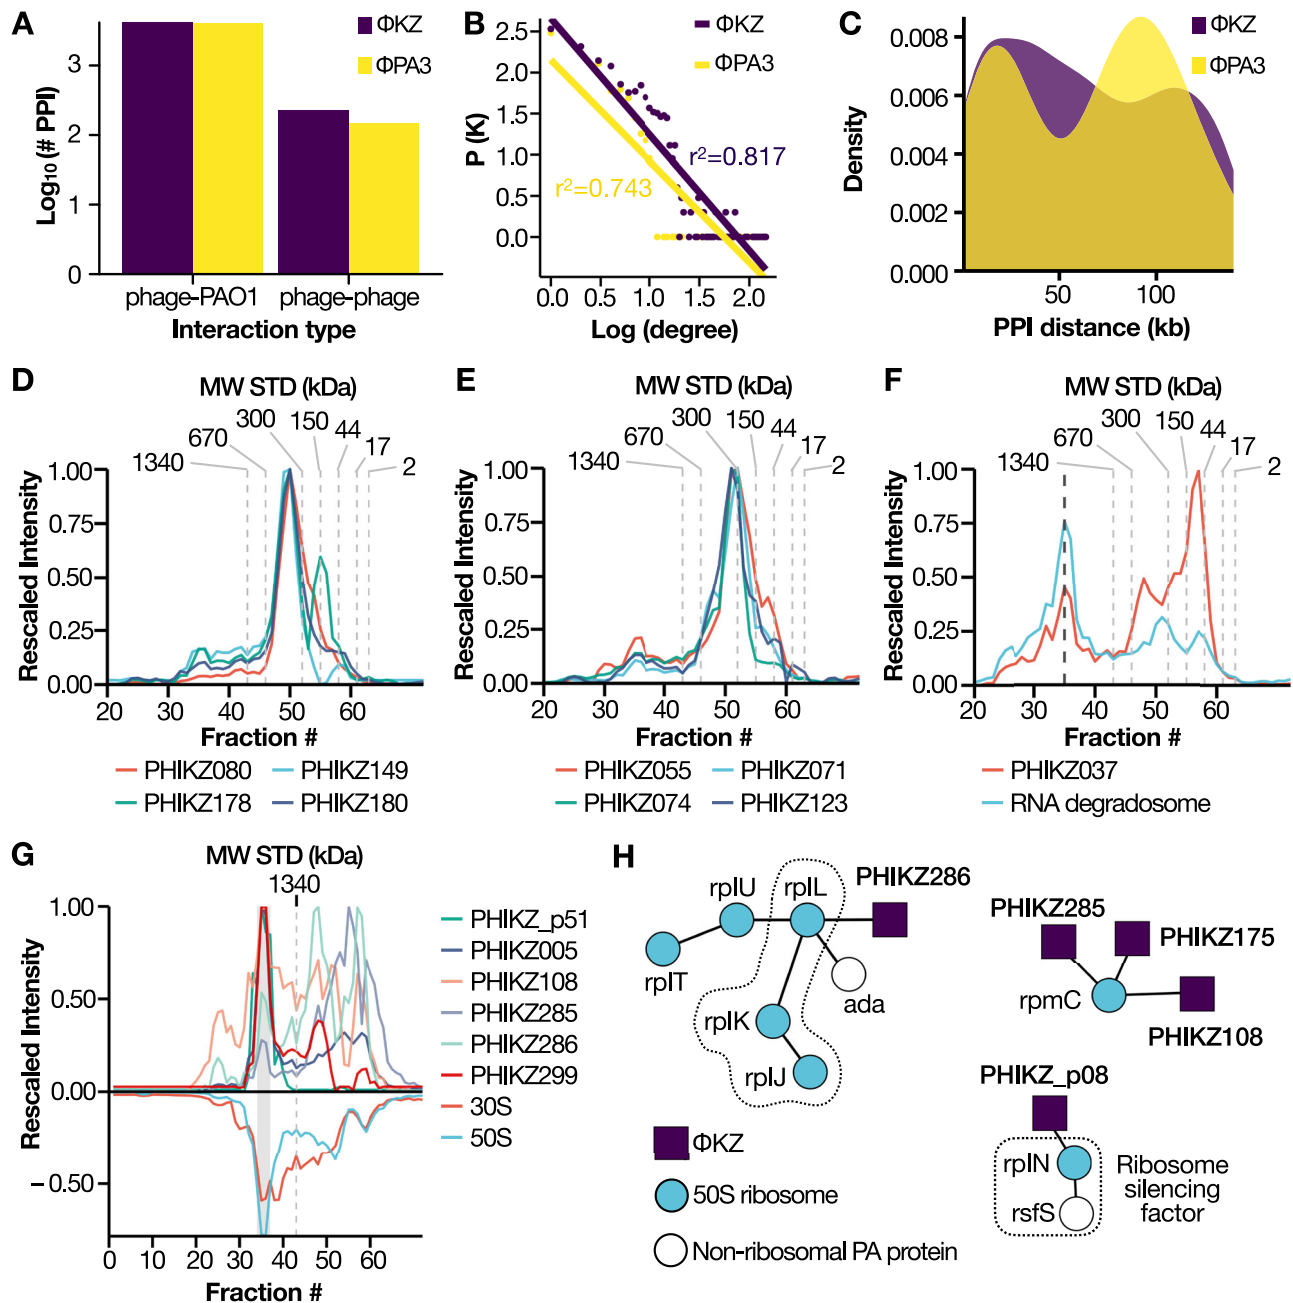 A
ΦKZ
ΦPA3
Log₁₀ (# PPI)
3
2
1
0
phage-PAO1 phage-phage
Interaction type
B
ΦKZ
ΦPA3
P (K)
2.5
2.0
1.5
1.0
0.5
0.0
r²=0.817
r²=0.743
0.0 0.5 1.0 1.5 2.0
Log (degree)
C
ΦKZ
ΦPA3
Density
0.008
0.006
0.004
0.002
0.000
50 100
PPI distance (kb)
D
MW STD (kDa)
1340 670 300 150 44 17 2
Rescaled Intensity
1.00
0.75
0.50
0.25
0.00
20 30 40 50 60
Fraction #
PHIKZ080 PHIKZ149
PHIKZ178 PHIKZ180
E
MW STD (kDa)
1340 670 300 150 44 17 2
Rescaled Intensity
1.00
0.75
0.50
0.25
0.00
20 30 40 50 60
Fraction #
PHIKZ055 PHIKZ071
PHIKZ074 PHIKZ123
F
MW STD (kDa)
1340 670 300 150 44 17 2
Rescaled Intensity
1.00
0.75
0.50
0.25
0.00
20 30 40 50 60
Fraction #
PHIKZ037
RNA degradosome
G
MW STD (kDa)
1340
Rescaled Intensity
1.00
0.50
0.00
Rescaled Intensity
0.00
–0.50
0 10 20 30 40 50 60
Fraction #
PHIKZ_p51
PHIKZ005
PHIKZ108
PHIKZ285
PHIKZ286
PHIKZ299
30S
50S
H
rplU rplL PHIKZ286
rplT
ada
rplK
rplJ
PHIKZ285
PHIKZ175
rpmC
PHIKZ108
PHIKZ_p08
rplN
rsfS
Ribosome
silencing
factor
ΦKZ
50S ribosome
Non-ribosomal PA protein